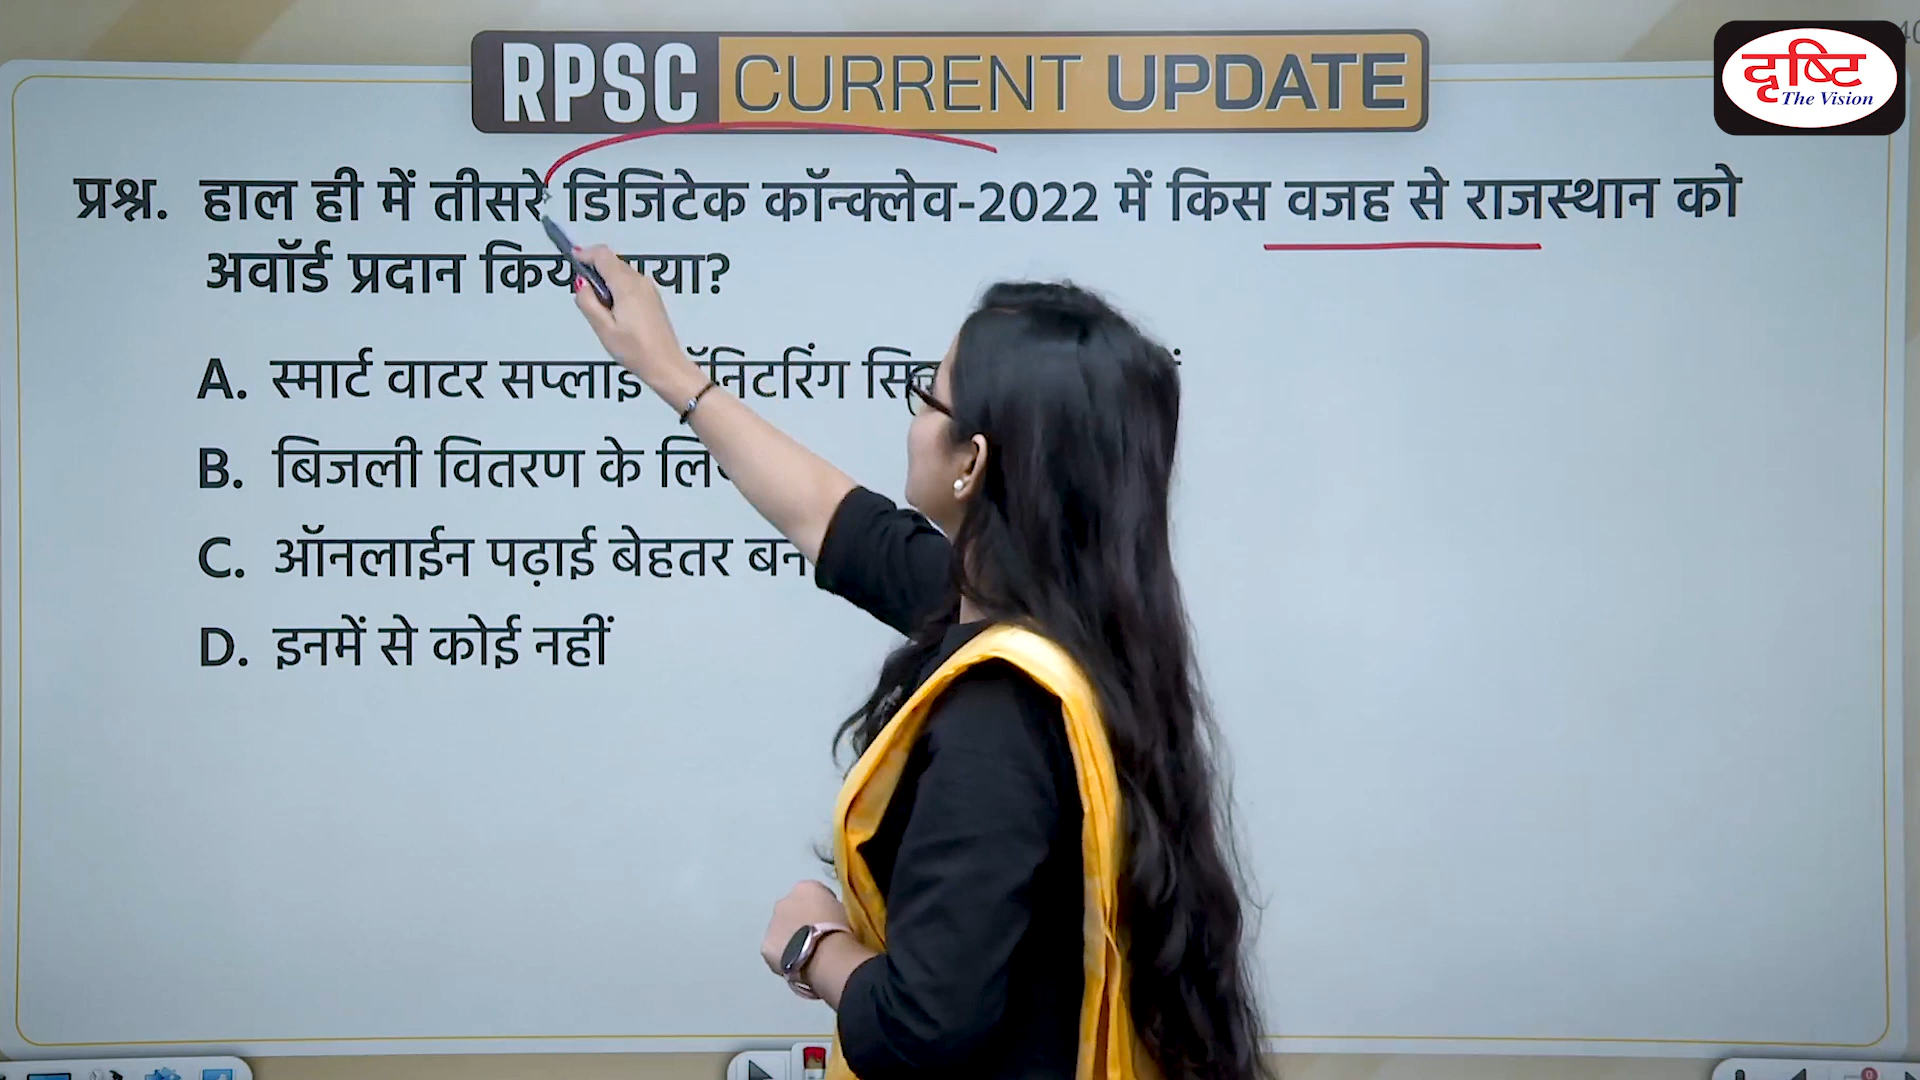 RPSC CURRENT UPDATE
दृष्टि
The Vision
प्रश्न. हाल ही में तीसरे डिजिटेक कॉन्क्लेव-2022 में किस वजह से राजस्थान को
अवॉर्ड प्रदान गया?
A. स्मार्ट वाटर सप्लाई मॉनिटरिंग
B. बिजली वितरण के
C. ऑनलाईन पढ़ाई बेहतर
D. इनमें से कोई नहीं